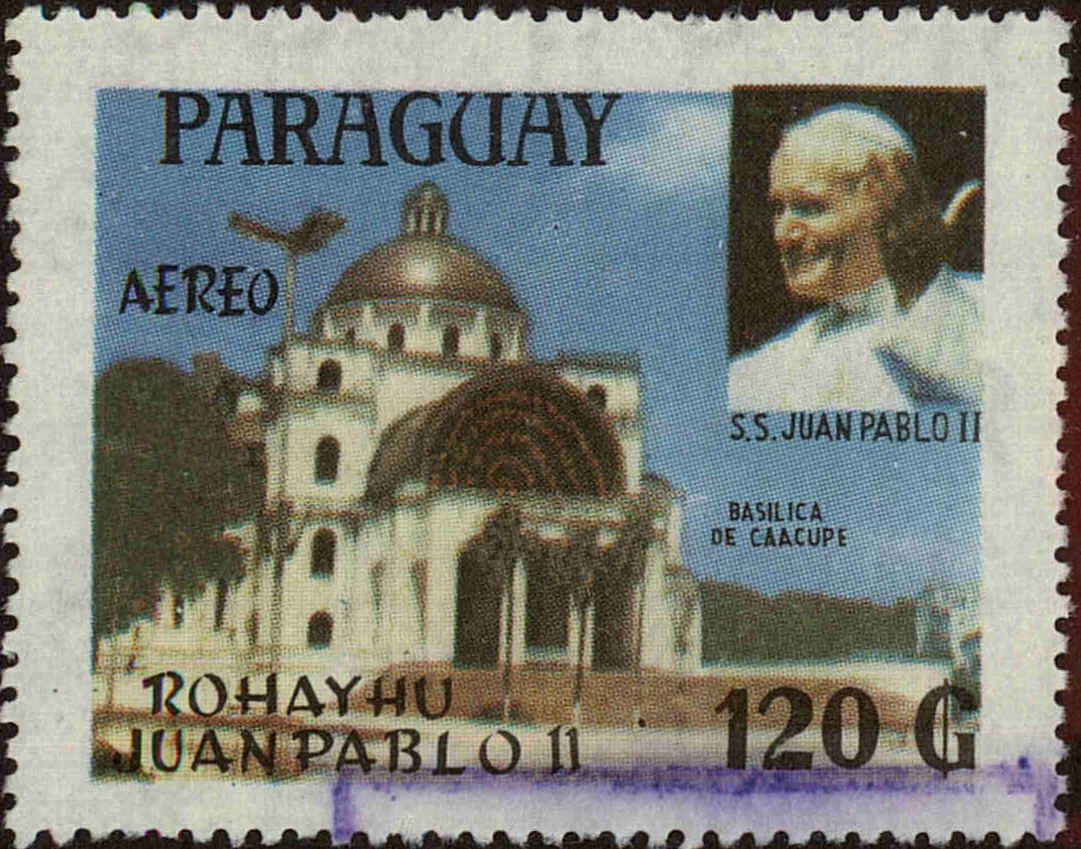 PARAGUAY
AEREO
S.S. JUAN PABLO II
BASILICA
DE CAACUPE
ROHAYHU
JUAN PABLO II
120 ₲